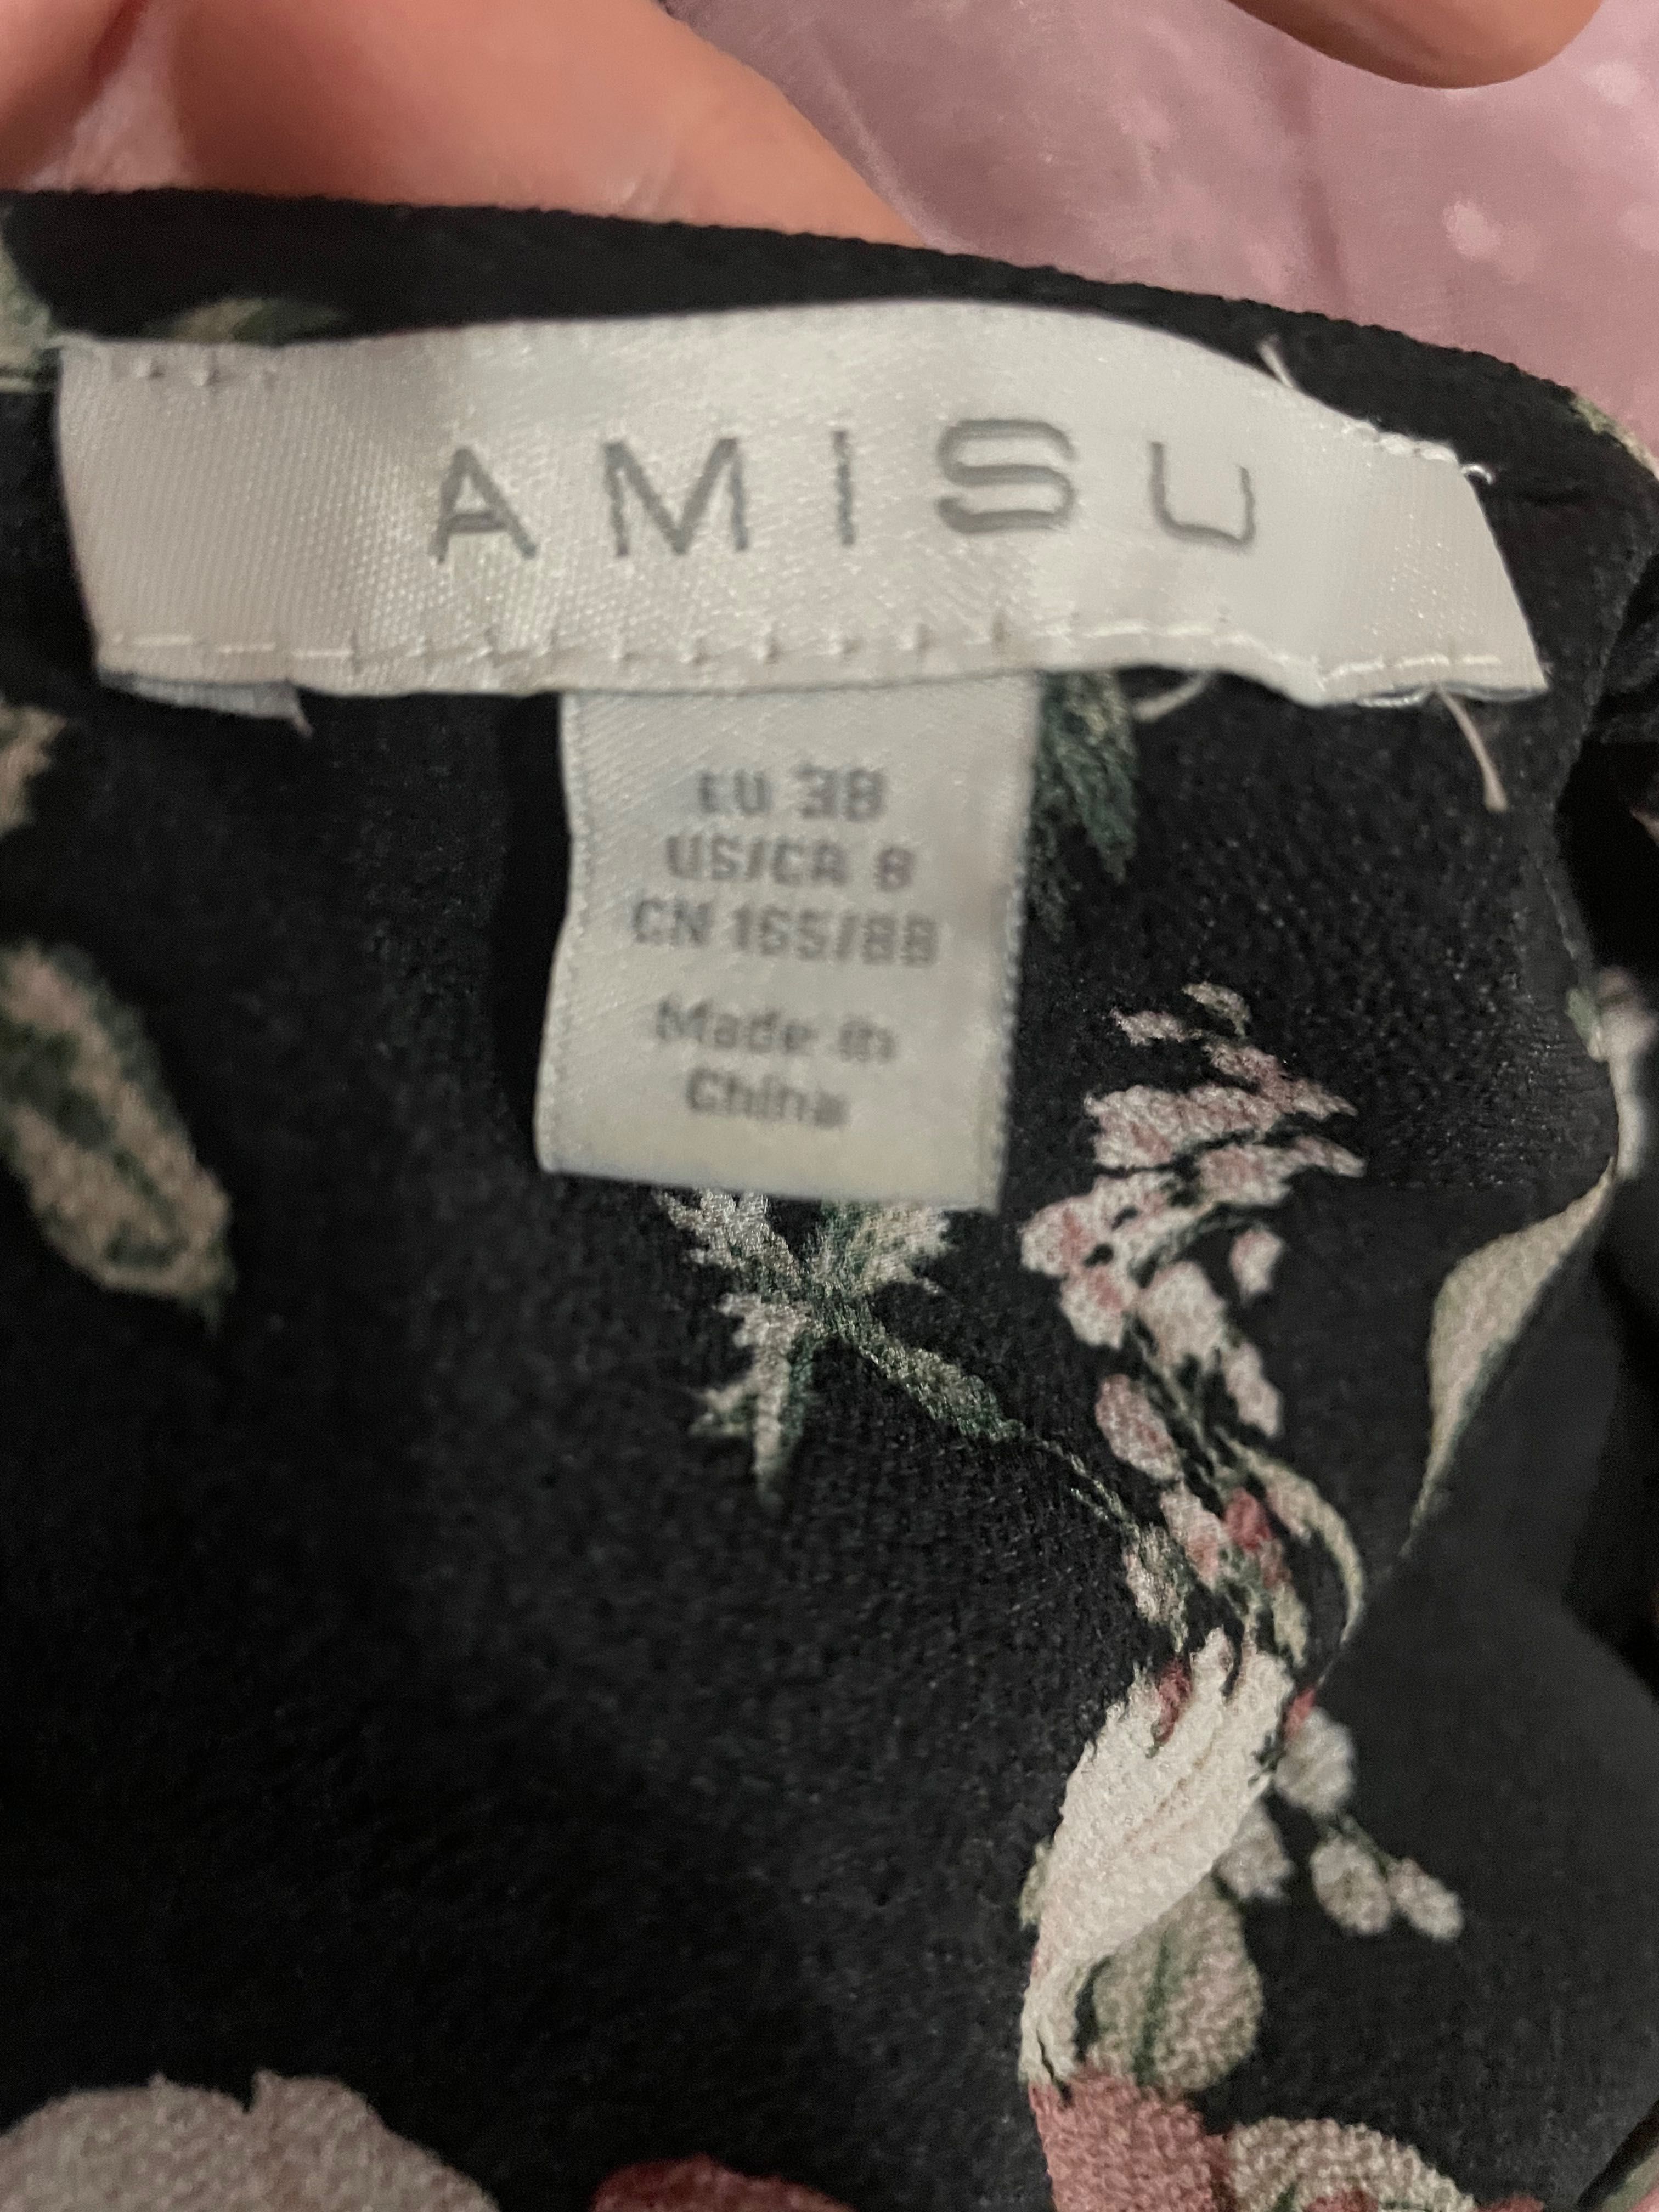 AMISU
EU 38
US/CA 8
CN 165/88
Made in
China